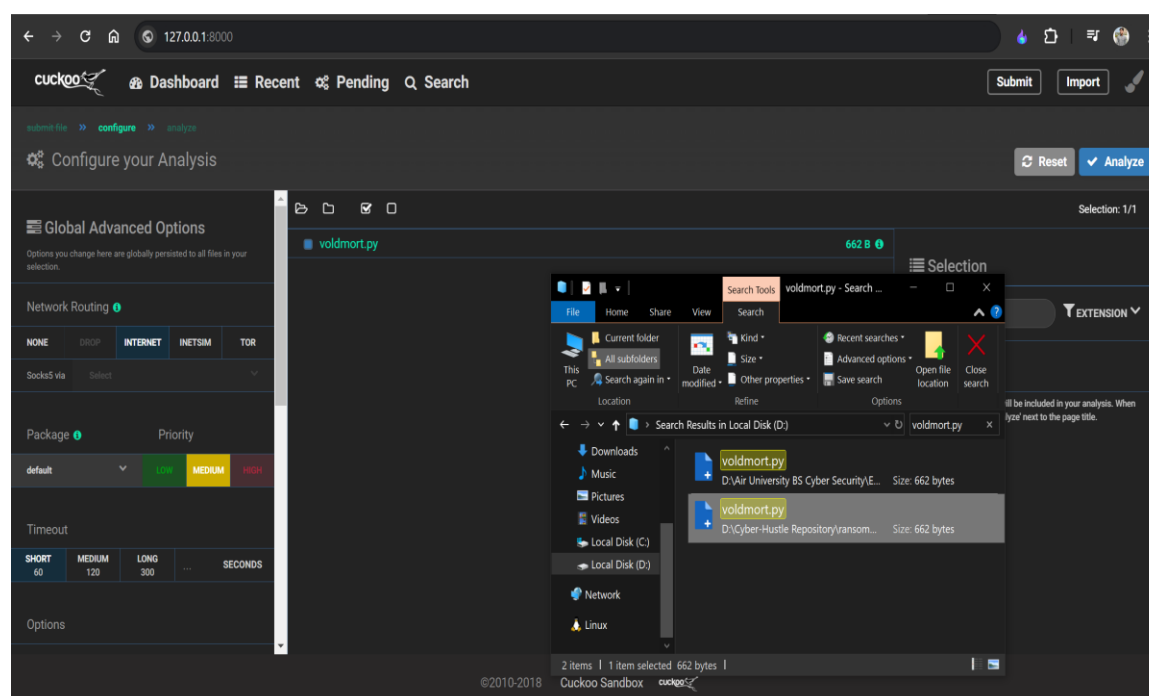 127.0.0.1:8000
cuckoo Dashboard Recent Pending Search Submit Import
submit-file » configure » analyze
Configure your Analysis Reset Analyze
Global Advanced Options
Options you change here are globally persisted to all files in your
selection.
Network Routing
NONE DROP INTERNET INETSIM TOR
Socks5 via Select
Package Priority
default LOW MEDIUM HIGH
Timeout
SHORT MEDIUM LONG ... SECONDS
60 120 300
Options
Selection: 1/1
voldmort.py 662 B
Selection
EXTENSION
ill be included in your analysis. When
lyze' next to the page title.
Search Tools voldmort.py - Search ...
File Home Share View Search
This PC
Current folder
All subfolders
Search again in
Location
Date modified
Kind
Size
Other properties
Refine
Recent searches
Advanced options
Save search
Open file location
Close search
Options
Search Results in Local Disk (D:) voldmort.py
Downloads
Music
Pictures
Videos
Local Disk (C:)
Local Disk (D:)
Network
Linux
voldmort.py
D:\Air University BS Cyber Security\E... Size: 662 bytes
voldmort.py
D:\Cyber-Hustle Repository\ransom... Size: 662 bytes
2 items 1 item selected 662 bytes
©2010-2018 Cuckoo Sandbox cuckoo